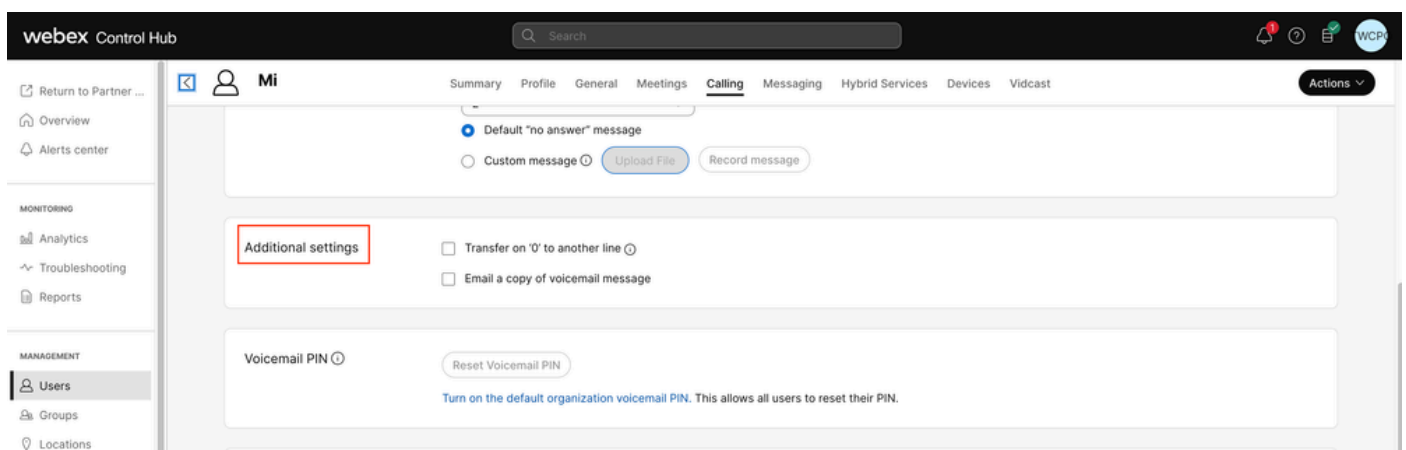 webex Control Hub
Search
1
WCP
Return to Partner ...
Overview
Alerts center
MONITORING
Analytics
Troubleshooting
Reports
MANAGEMENT
Users
Groups
Locations
Mi
Summary Profile General Meetings Calling Messaging Hybrid Services Devices Vidcast
Actions
Default "no answer" message
Custom message Upload File Record message
Additional settings
Transfer on '0' to another line
Email a copy of voicemail message
Voicemail PIN
Reset Voicemail PIN
Turn on the default organization voicemail PIN. This allows all users to reset their PIN.